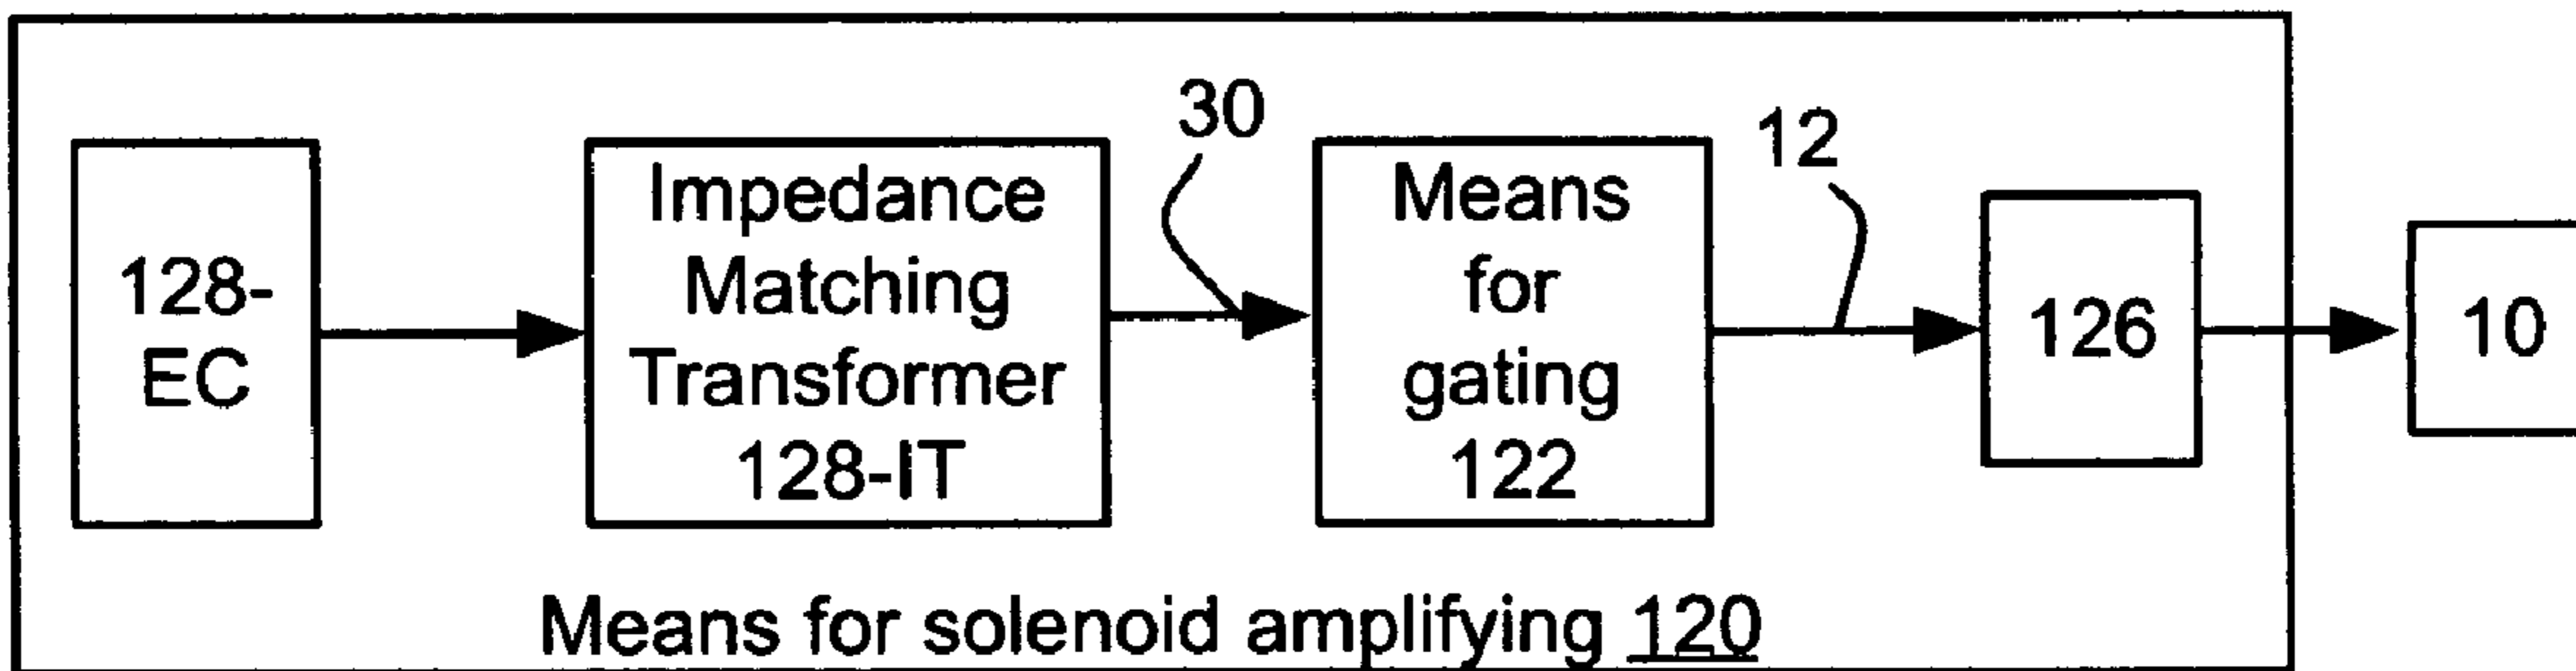 128-
EC
Impedance
Matching
Transformer
128-IT
30
Means
for
gating
122
12
126
10
Means for solenoid amplifying 120